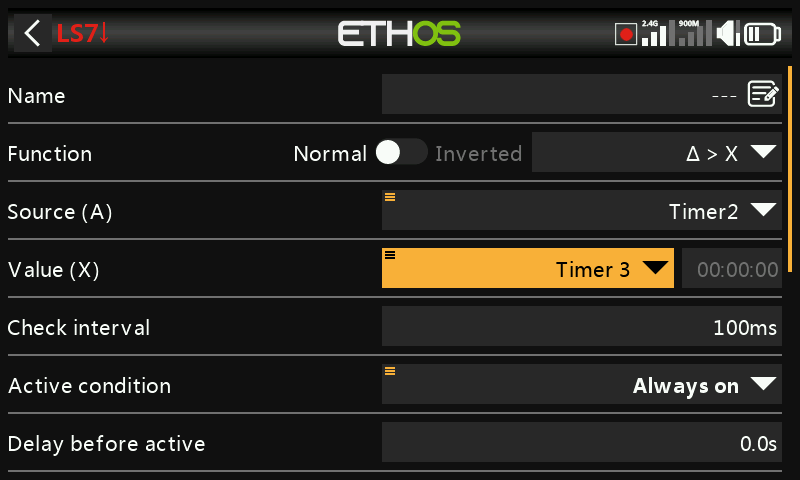 LS7↓ ETHOS 2.4G 900M
Name ---
Function Normal Inverted Δ > X
Source (A) Timer2
Value (X) Timer 3 00:00:00
Check interval 100ms
Active condition Always on
Delay before active 0.0s